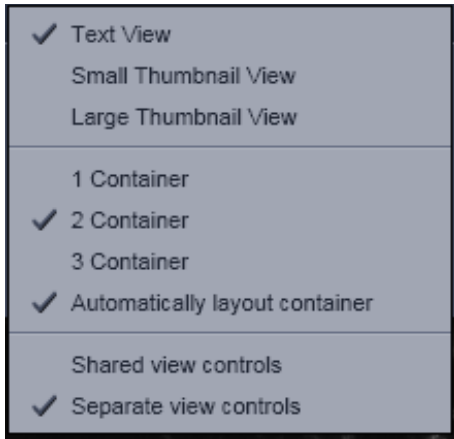 Text View
Small Thumbnail View
Large Thumbnail View
1 Container
2 Container
3 Container
Automatically layout container
Shared view controls
Separate view controls